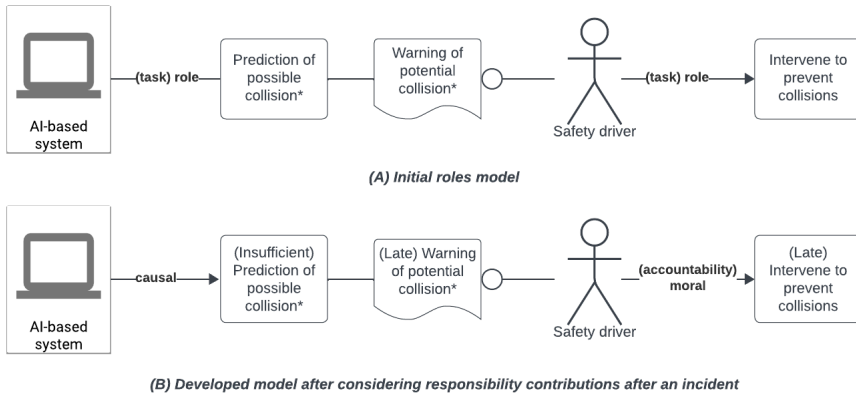 AI-based
system
(task) role
Prediction of
possible
collision*
Warning of
potential
collision*
Safety driver
(task) role
Intervene to
prevent
collisions
(A) Initial roles model
AI-based
system
causal
(Insufficient)
Prediction of
possible
collision*
(Late) Warning
of potential
collision*
Safety driver
(accountability)
moral
(Late)
Intervene to
prevent
collisions
(B) Developed model after considering responsibility contributions after an incident